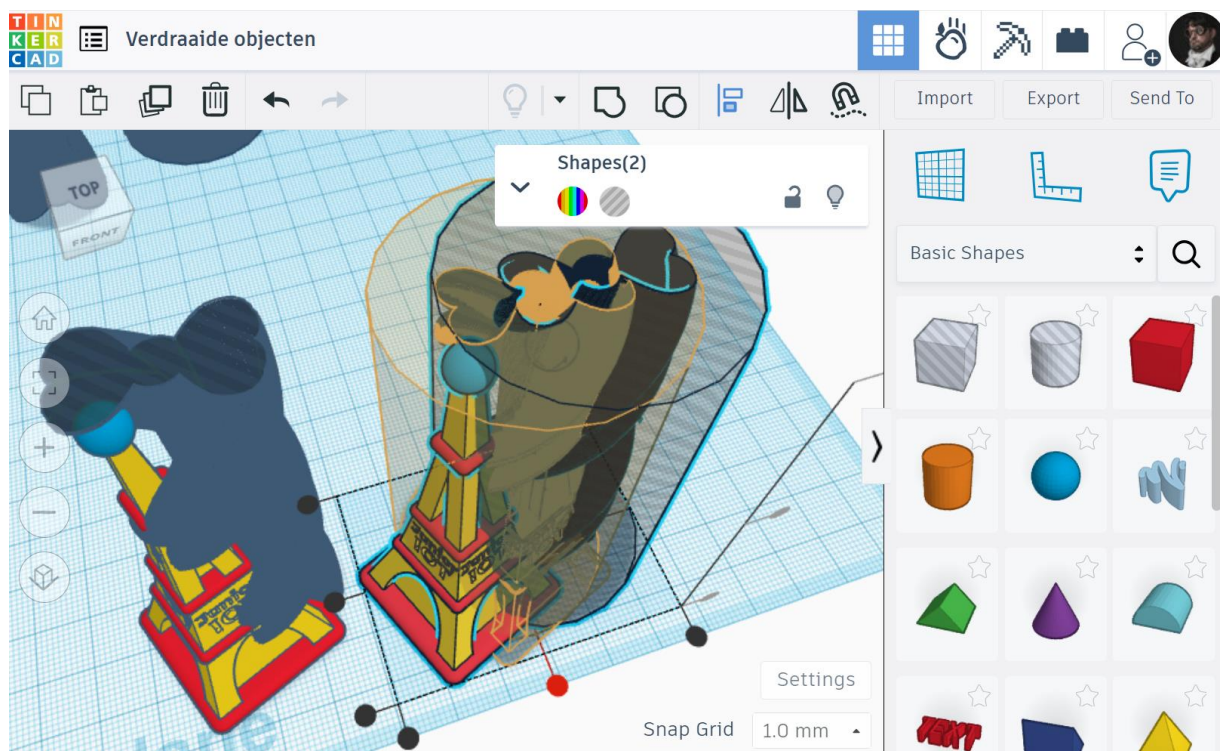 TIN
KER
CAD
Verdraaide objecten
Import
Export
Send To
Shapes(2)
TOP
FRONT
Basic Shapes
TEXT
Settings
Snap Grid
1.0 mm